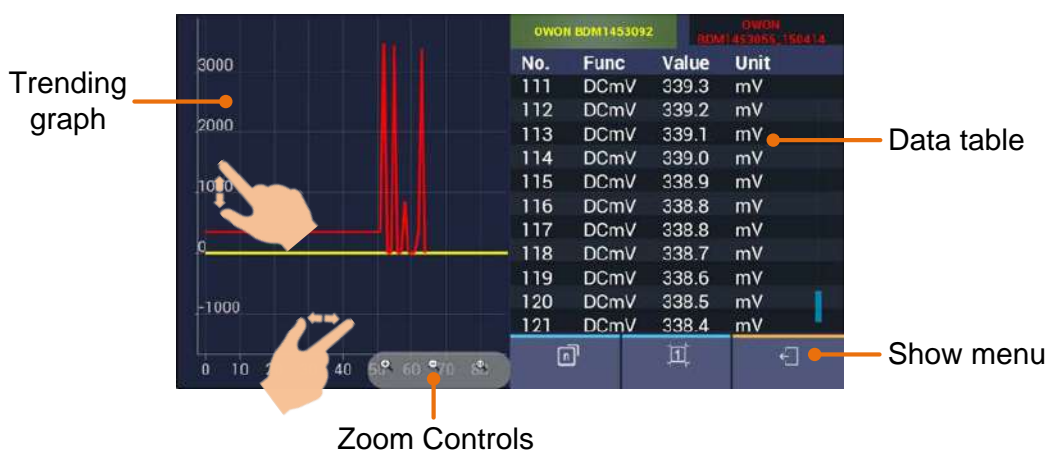 Trending
graph
3000
2000
1000
0
-1000
0 10 40 60 70
OWON BDM1453092
OWON
BDM1453055_150414
No. Func Value Unit
111 DCmV 339.3 mV
112 DCmV 339.2 mV
113 DCmV 339.1 mV
114 DCmV 339.0 mV
115 DCmV 338.9 mV
116 DCmV 338.8 mV
117 DCmV 338.8 mV
118 DCmV 338.7 mV
119 DCmV 338.6 mV
120 DCmV 338.5 mV
121 DCmV 338.4 mV
n
1
Data table
Show menu
Zoom Controls